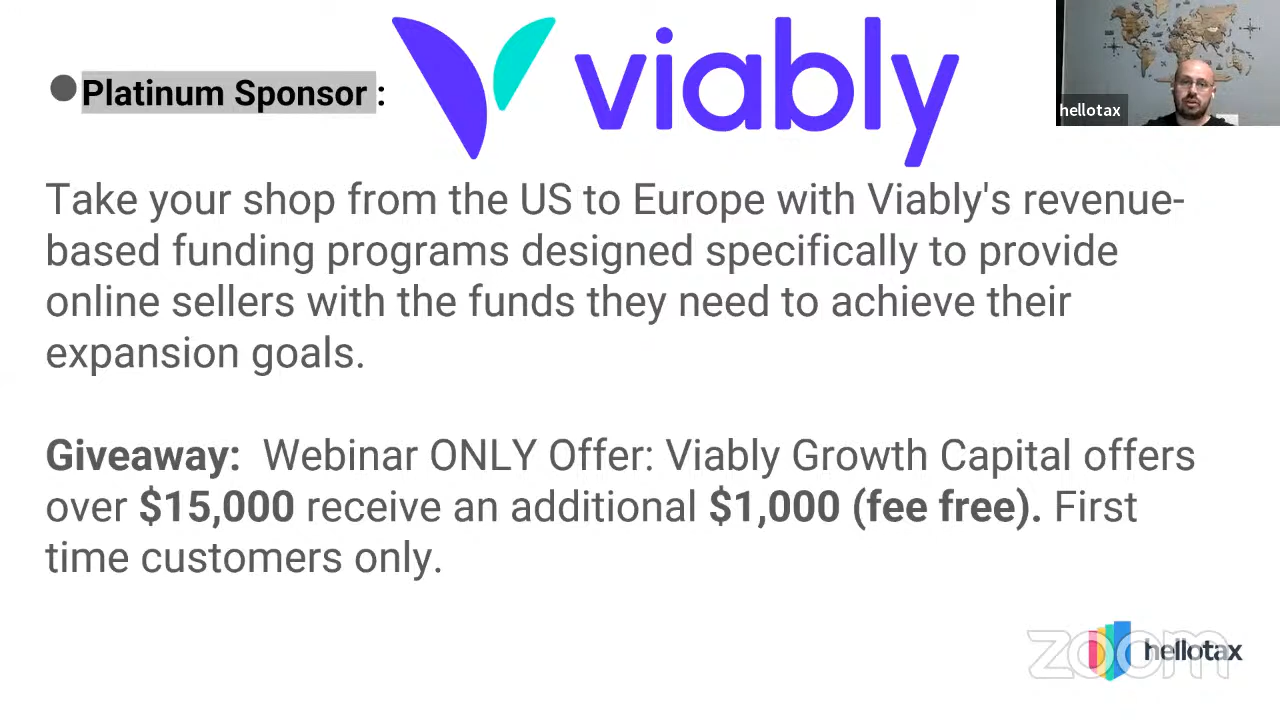 viably
Platinum Sponsor :
hellotax
Take your shop from the US to Europe with Viably's revenue-
based funding programs designed specifically to provide
online sellers with the funds they need to achieve their
expansion goals.
Giveaway: Webinar ONLY Offer: Viably Growth Capital offers
over $15,000 receive an additional $1,000 (fee free). First
time customers only.
zoom
hellotax